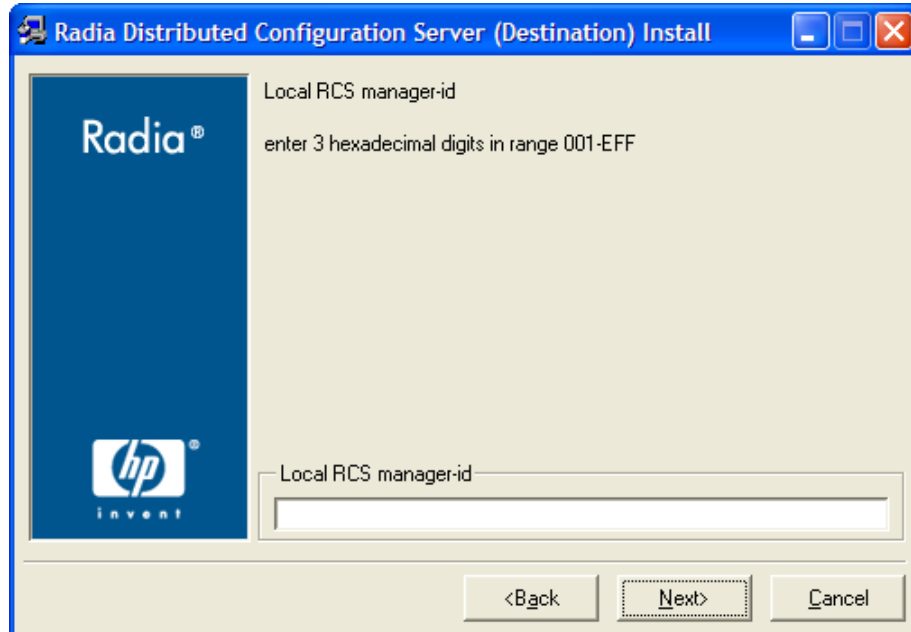 Radia Distributed Configuration Server (Destination) Install
Radia®
Local RCS manager-id
enter 3 hexadecimal digits in range 001-EFF
hp®
invent
Local RCS manager-id
<Back
Next>
Cancel